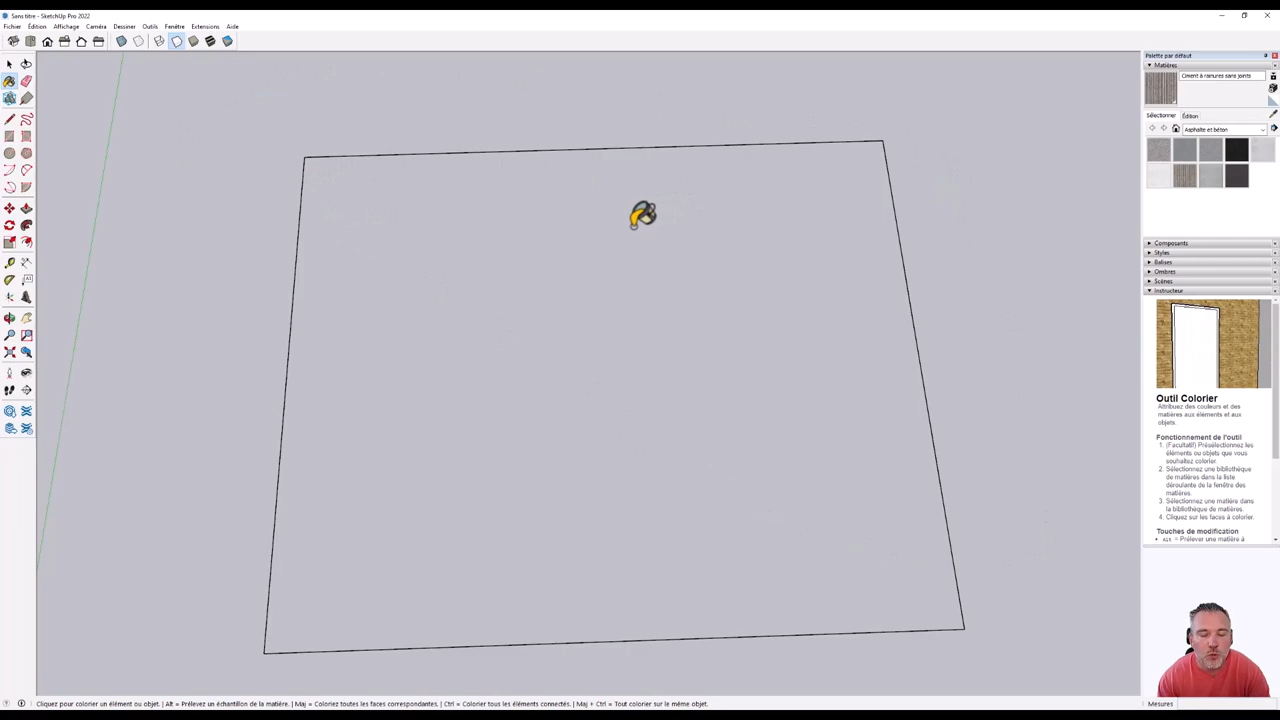 Sans titre - SketchUp Pro 2022
Fichier Édition Affichage Caméra Dessiner Outils Fenêtre Extensions Aide
Palette par défaut
Matières
Ciment à rainures sans joints
Sélectionner Édition
Asphalte et béton
Composants
Styles
Balises
Ombres
Scènes
Instructeur
Outil Colorier
Attribuez des couleurs et des
matières aux éléments et aux
objets.
Fonctionnement de l'outil
1. (Facultatif) Présélectionnez les
éléments ou objets que vous
souhaitez colorier.
2. Sélectionnez une bibliothèque
de matières dans la liste
déroulante de la fenêtre des
matières.
3. Sélectionnez une matière dans
la bibliothèque de matières.
4. Cliquez sur les faces à colorier.
Touches de modification
• Alt = Prélever une matière à
Cliquez pour colorier un élément ou objet. | Alt = Prélevez un échantillon de la matière. | Maj = Coloriez toutes les faces correspondantes. | Ctrl = Colorier tous les éléments connectés. | Maj + Ctrl = Tout colorier sur le même objet.
Mesures